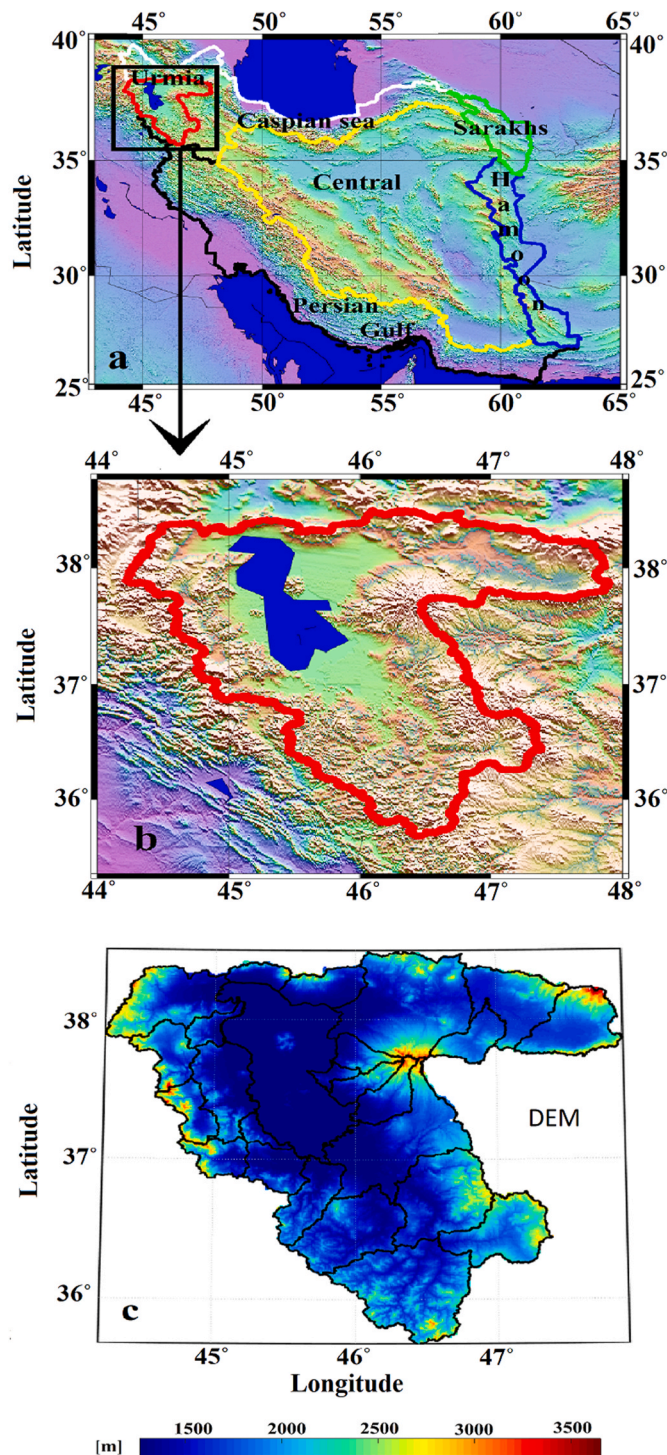 45 50 55 60 65
40°
40°
Urmia
Caspian sea
Sarakhs
35°
35°
Central
Hamoon
Latitude
30°
30°
Persian
Gulf
a
25°
25°
45° 50° 55° 60° 65°
44 45 46 47 48
38°
38°
Latitude
37°
37°
36°
36°
b
44° 45° 46° 47° 48°
38°
DEM
Latitude
37°
36°
c
45° 46° 47°
Longitude
[m] 1500 2000 2500 3000 3500